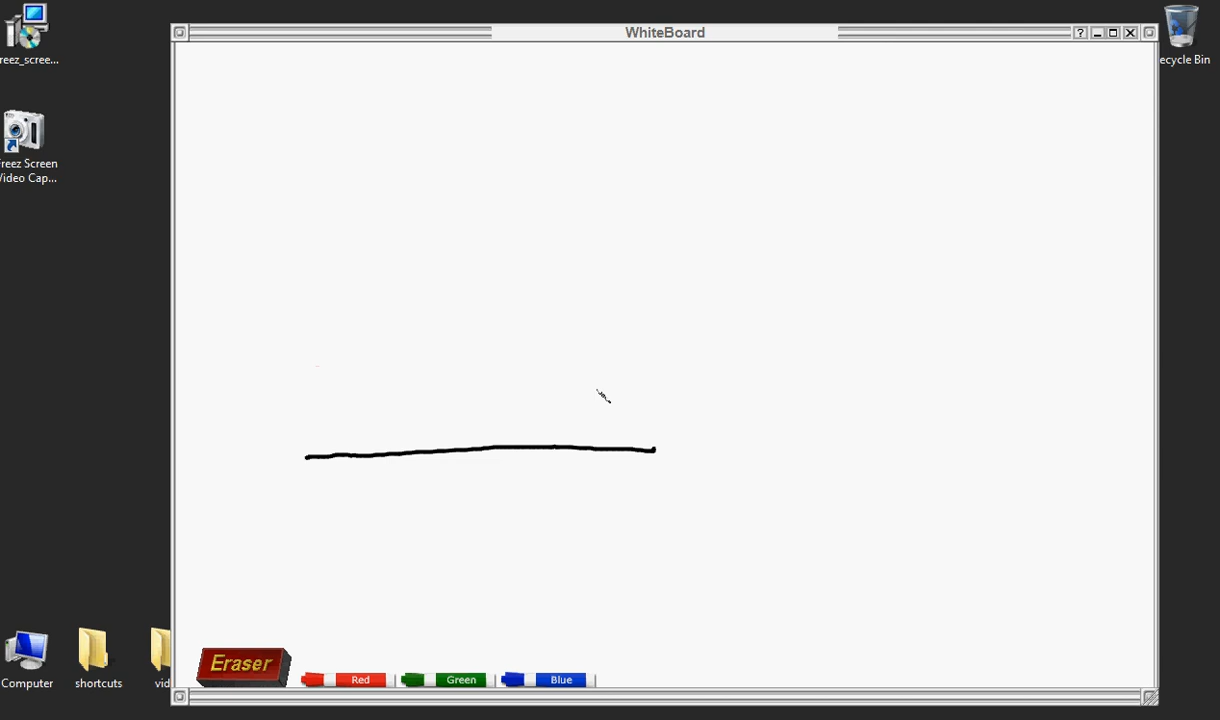 WhiteBoard
?
reez_scree...
ecycle Bin
reez Screen
Video Cap...
Eraser
Red
Green
Blue
Computer
shortcuts
vid